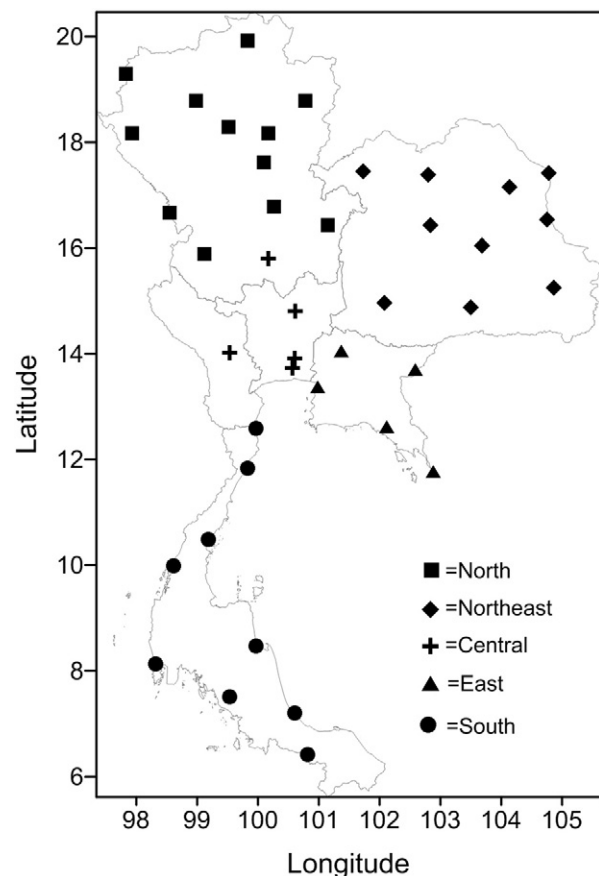 20
18
16
14
12
10
8
6
Latitude
=North
=Northeast
=Central
=East
=South
98 99 100 101 102 103 104 105
Longitude